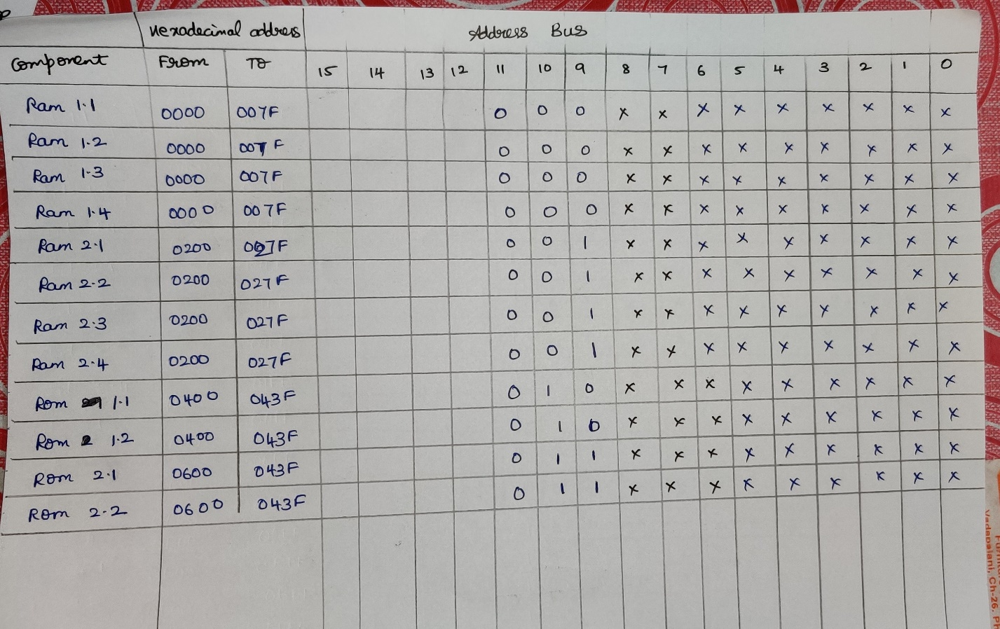 Hexadecimal address Address Bus
Component From To 15 14 13 12 11 10 9 8 7 6 5 4 3 2 1 0
Ram 1.1 0000 007F 0 0 0 x x x x x x x x x
Ram 1.2 0000 007F 0 0 0 x x x x x x x x x
Ram 1.3 0000 007F 0 0 0 x x x x x x x x x
Ram 1.4 0000 007F 0 0 0 x x x x x x x x x
Ram 2.1 0200 027F 0 0 1 x x x x x x x x x
Ram 2.2 0200 027F 0 0 1 x x x x x x x x x
Ram 2.3 0200 027F 0 0 1 x x x x x x x x x
Ram 2.4 0200 027F 0 0 1 x x x x x x x x x
Rom 1.1 0400 043F 0 1 0 x x x x x x x x x
Rom 1.2 0400 043F 0 1 0 x x x x x x x x x
Rom 2.1 0600 043F 0 1 1 x x x x x x x x x
Rom 2.2 0600 043F 0 1 1 x x x x x x x x x
Vadapalani, Ch-26. Ph